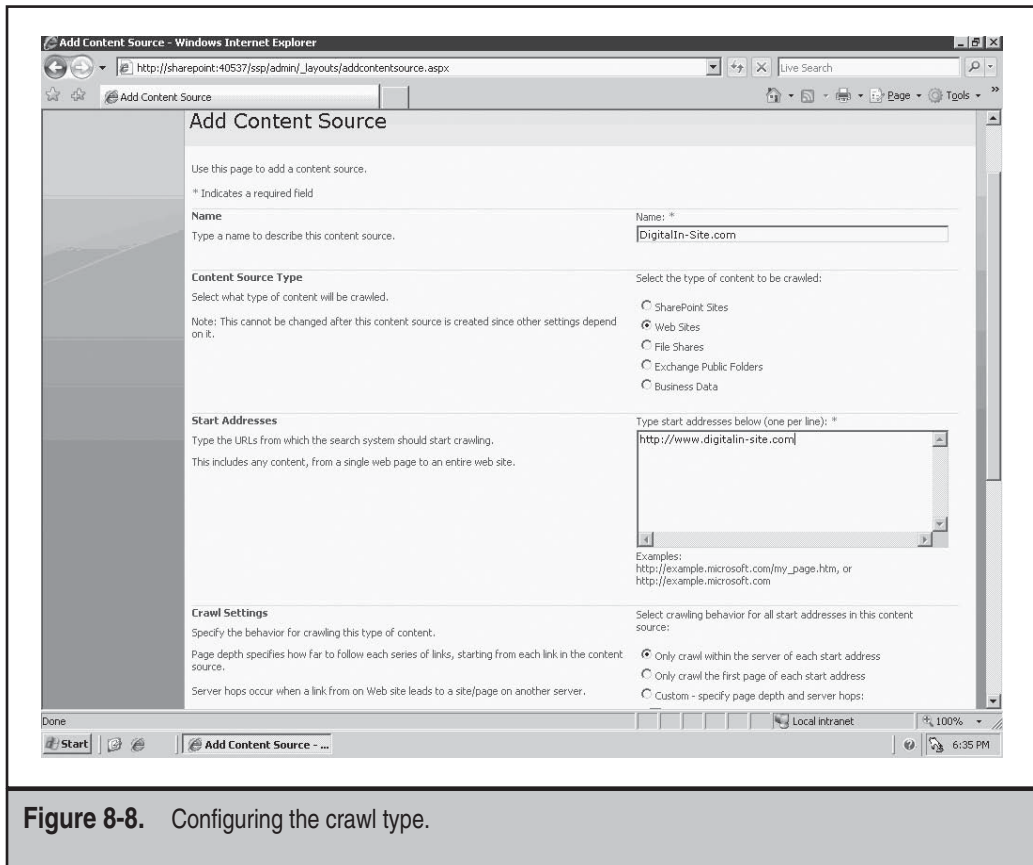 Add Content Source - Windows Internet Explorer
http://sharepoint:40537/ssp/admin/_layouts/addcontentsource.aspx
Live Search
Add Content Source
Page
Tools
Add Content Source
Use this page to add a content source.
* Indicates a required field
Name
Type a name to describe this content source.
Name: *
DigitalIn-Site.com
Content Source Type
Select what type of content will be crawled.
Note: This cannot be changed after this content source is created since other settings depend
on it.
Select the type of content to be crawled:
SharePoint Sites
Web Sites
File Shares
Exchange Public Folders
Business Data
Start Addresses
Type the URLs from which the search system should start crawling.
This includes any content, from a single web page to an entire web site.
Type start addresses below (one per line): *
http://www.digitalin-site.com
Examples:
http://example.microsoft.com/my_page.htm, or
http://example.microsoft.com
Crawl Settings
Specify the behavior for crawling this type of content.
Page depth specifies how far to follow each series of links, starting from each link in the content
source.
Server hops occur when a link from on Web site leads to a site/page on another server.
Select crawling behavior for all start addresses in this content
source:
Only crawl within the server of each start address
Only crawl the first page of each start address
Custom - specify page depth and server hops:
Done
Local intranet
100%
Start
Add Content Source - ...
6:35 PM
Figure 8-8. Configuring the crawl type.